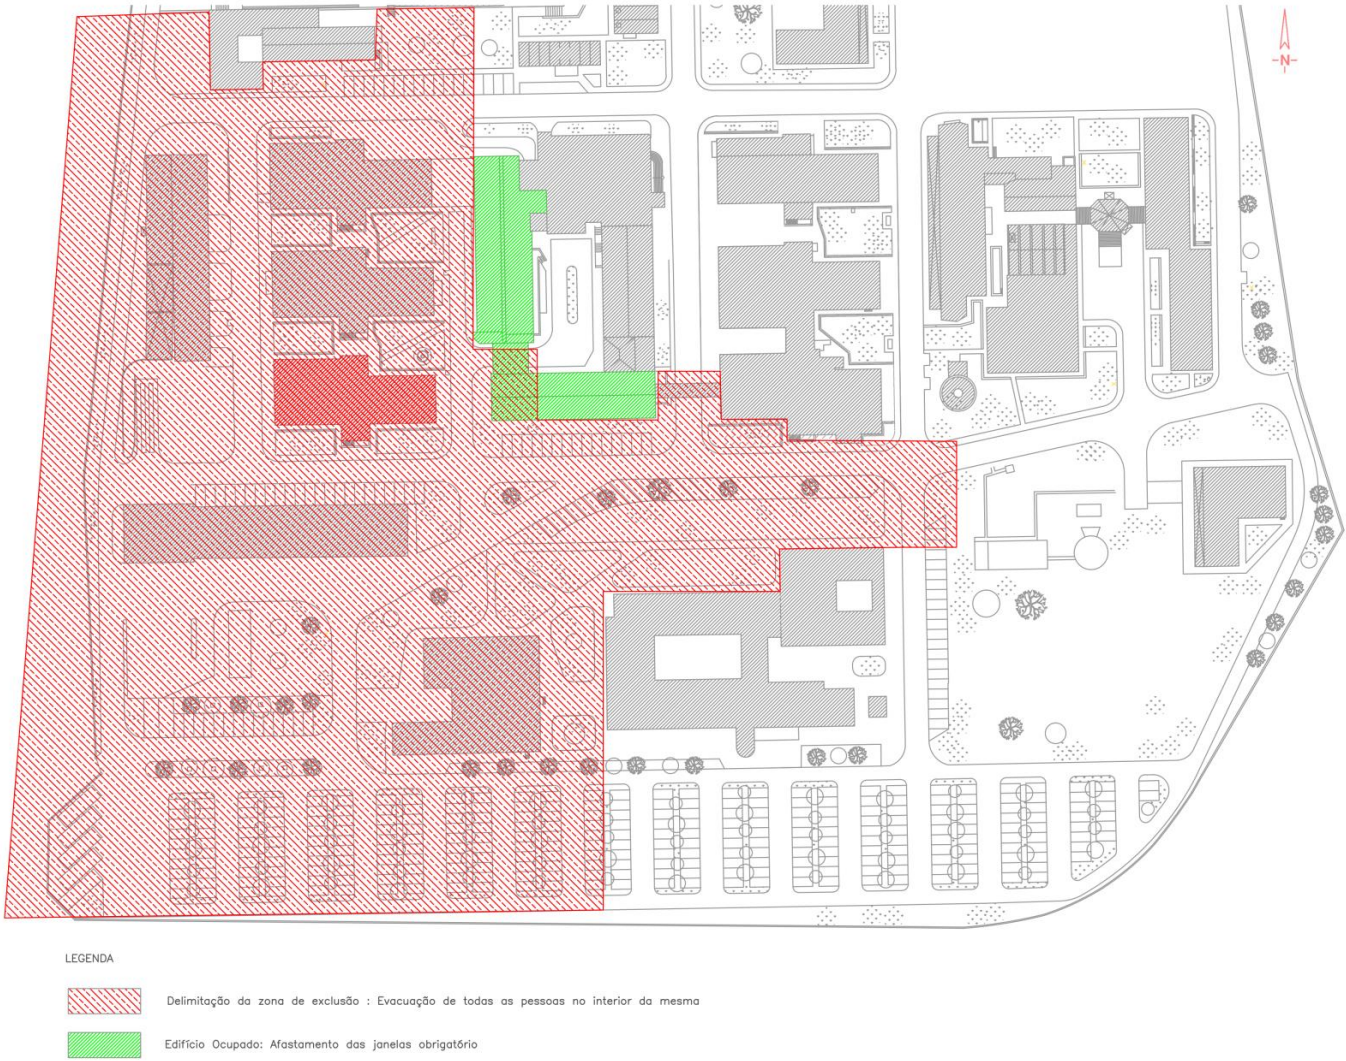 -N-
LEGENDA
Delimitação da zona de exclusão : Evacuação de todas as pessoas no interior da mesma
Edifício Ocupado: Afastamento das janelas obrigatório